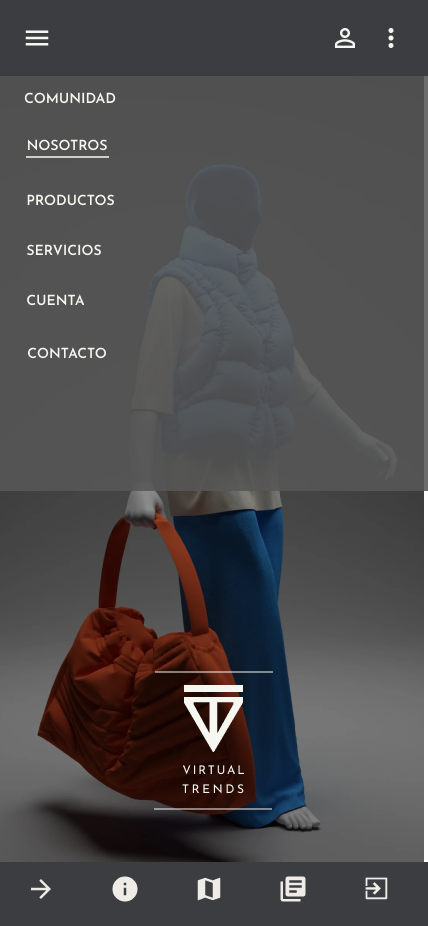 COMUNIDAD
NOSOTROS
PRODUCTOS
SERVICIOS
CUENTA
CONTACTO
VIRTUAL
TRENDS